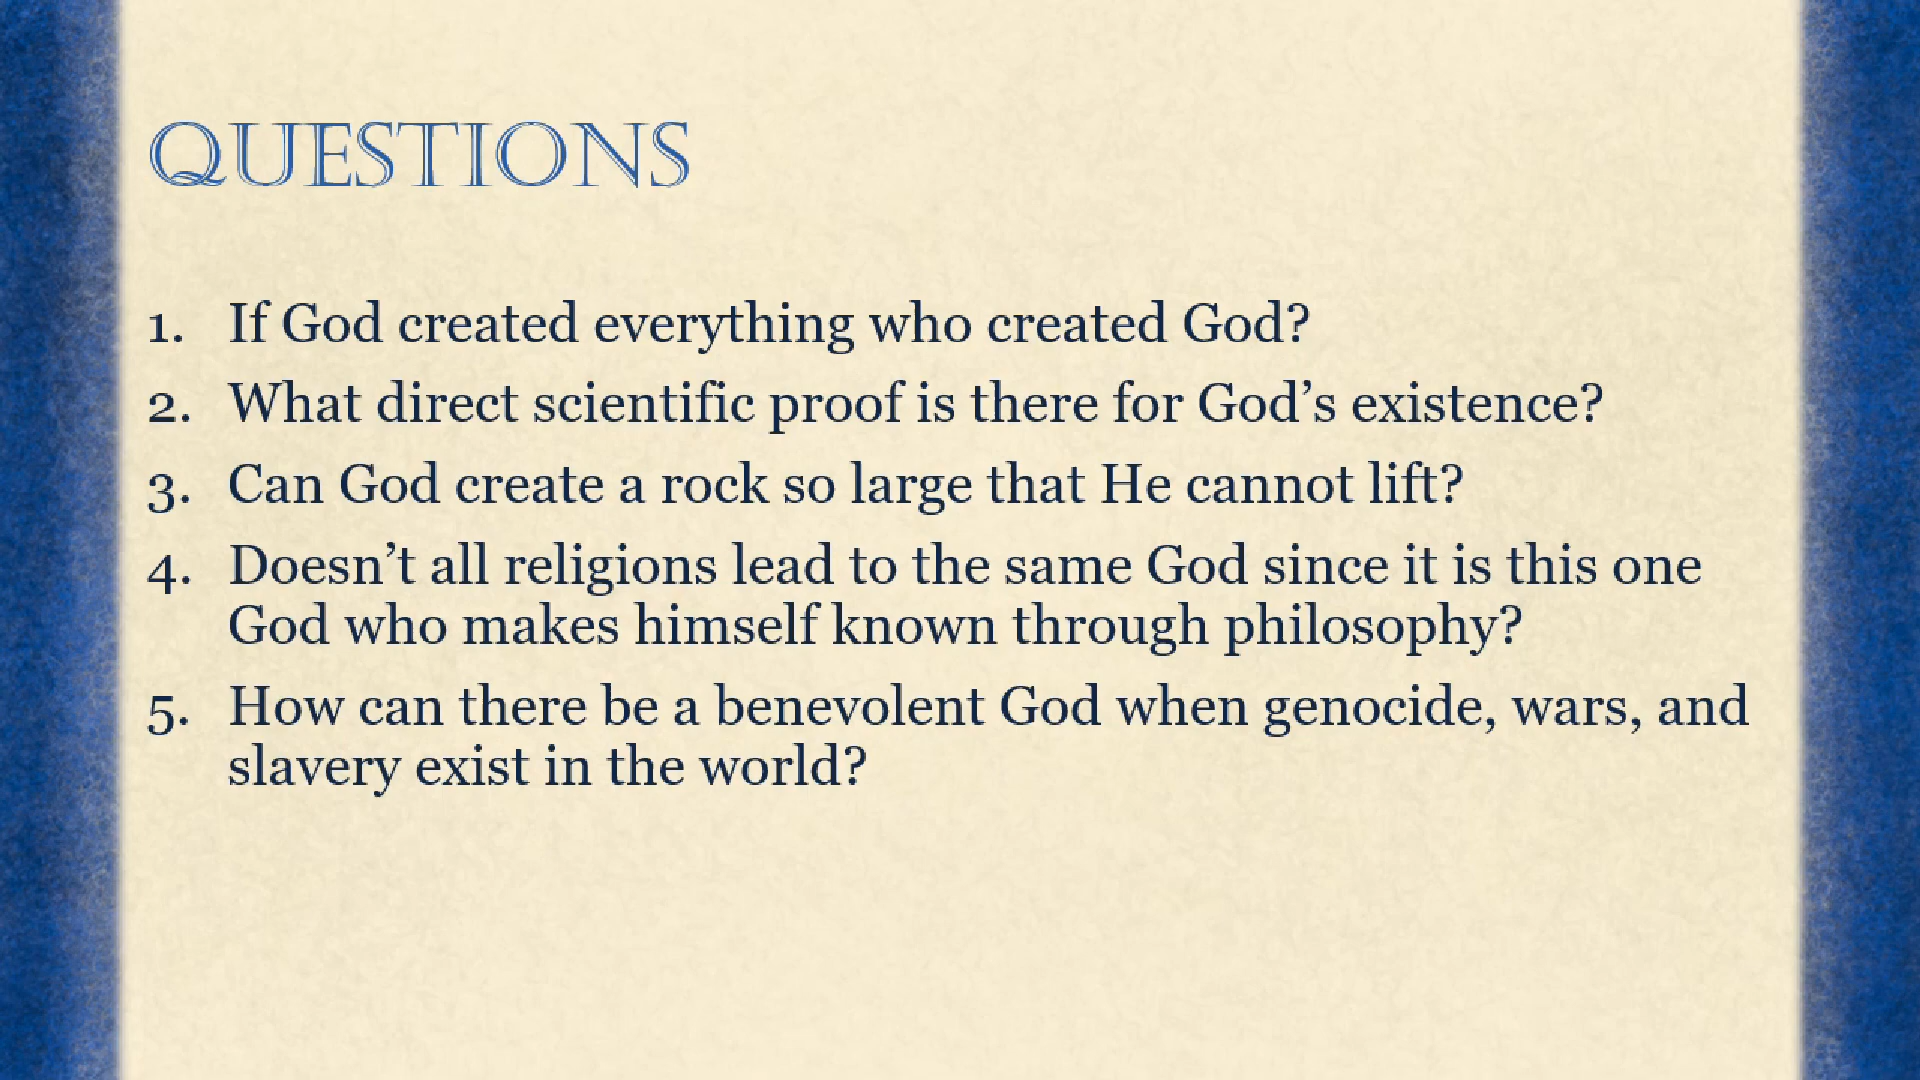 QUESTIONS
1. If God created everything who created God?
2. What direct scientific proof is there for God’s existence?
3. Can God create a rock so large that He cannot lift?
4. Doesn’t all religions lead to the same God since it is this one
God who makes himself known through philosophy?
5. How can there be a benevolent God when genocide, wars, and
slavery exist in the world?